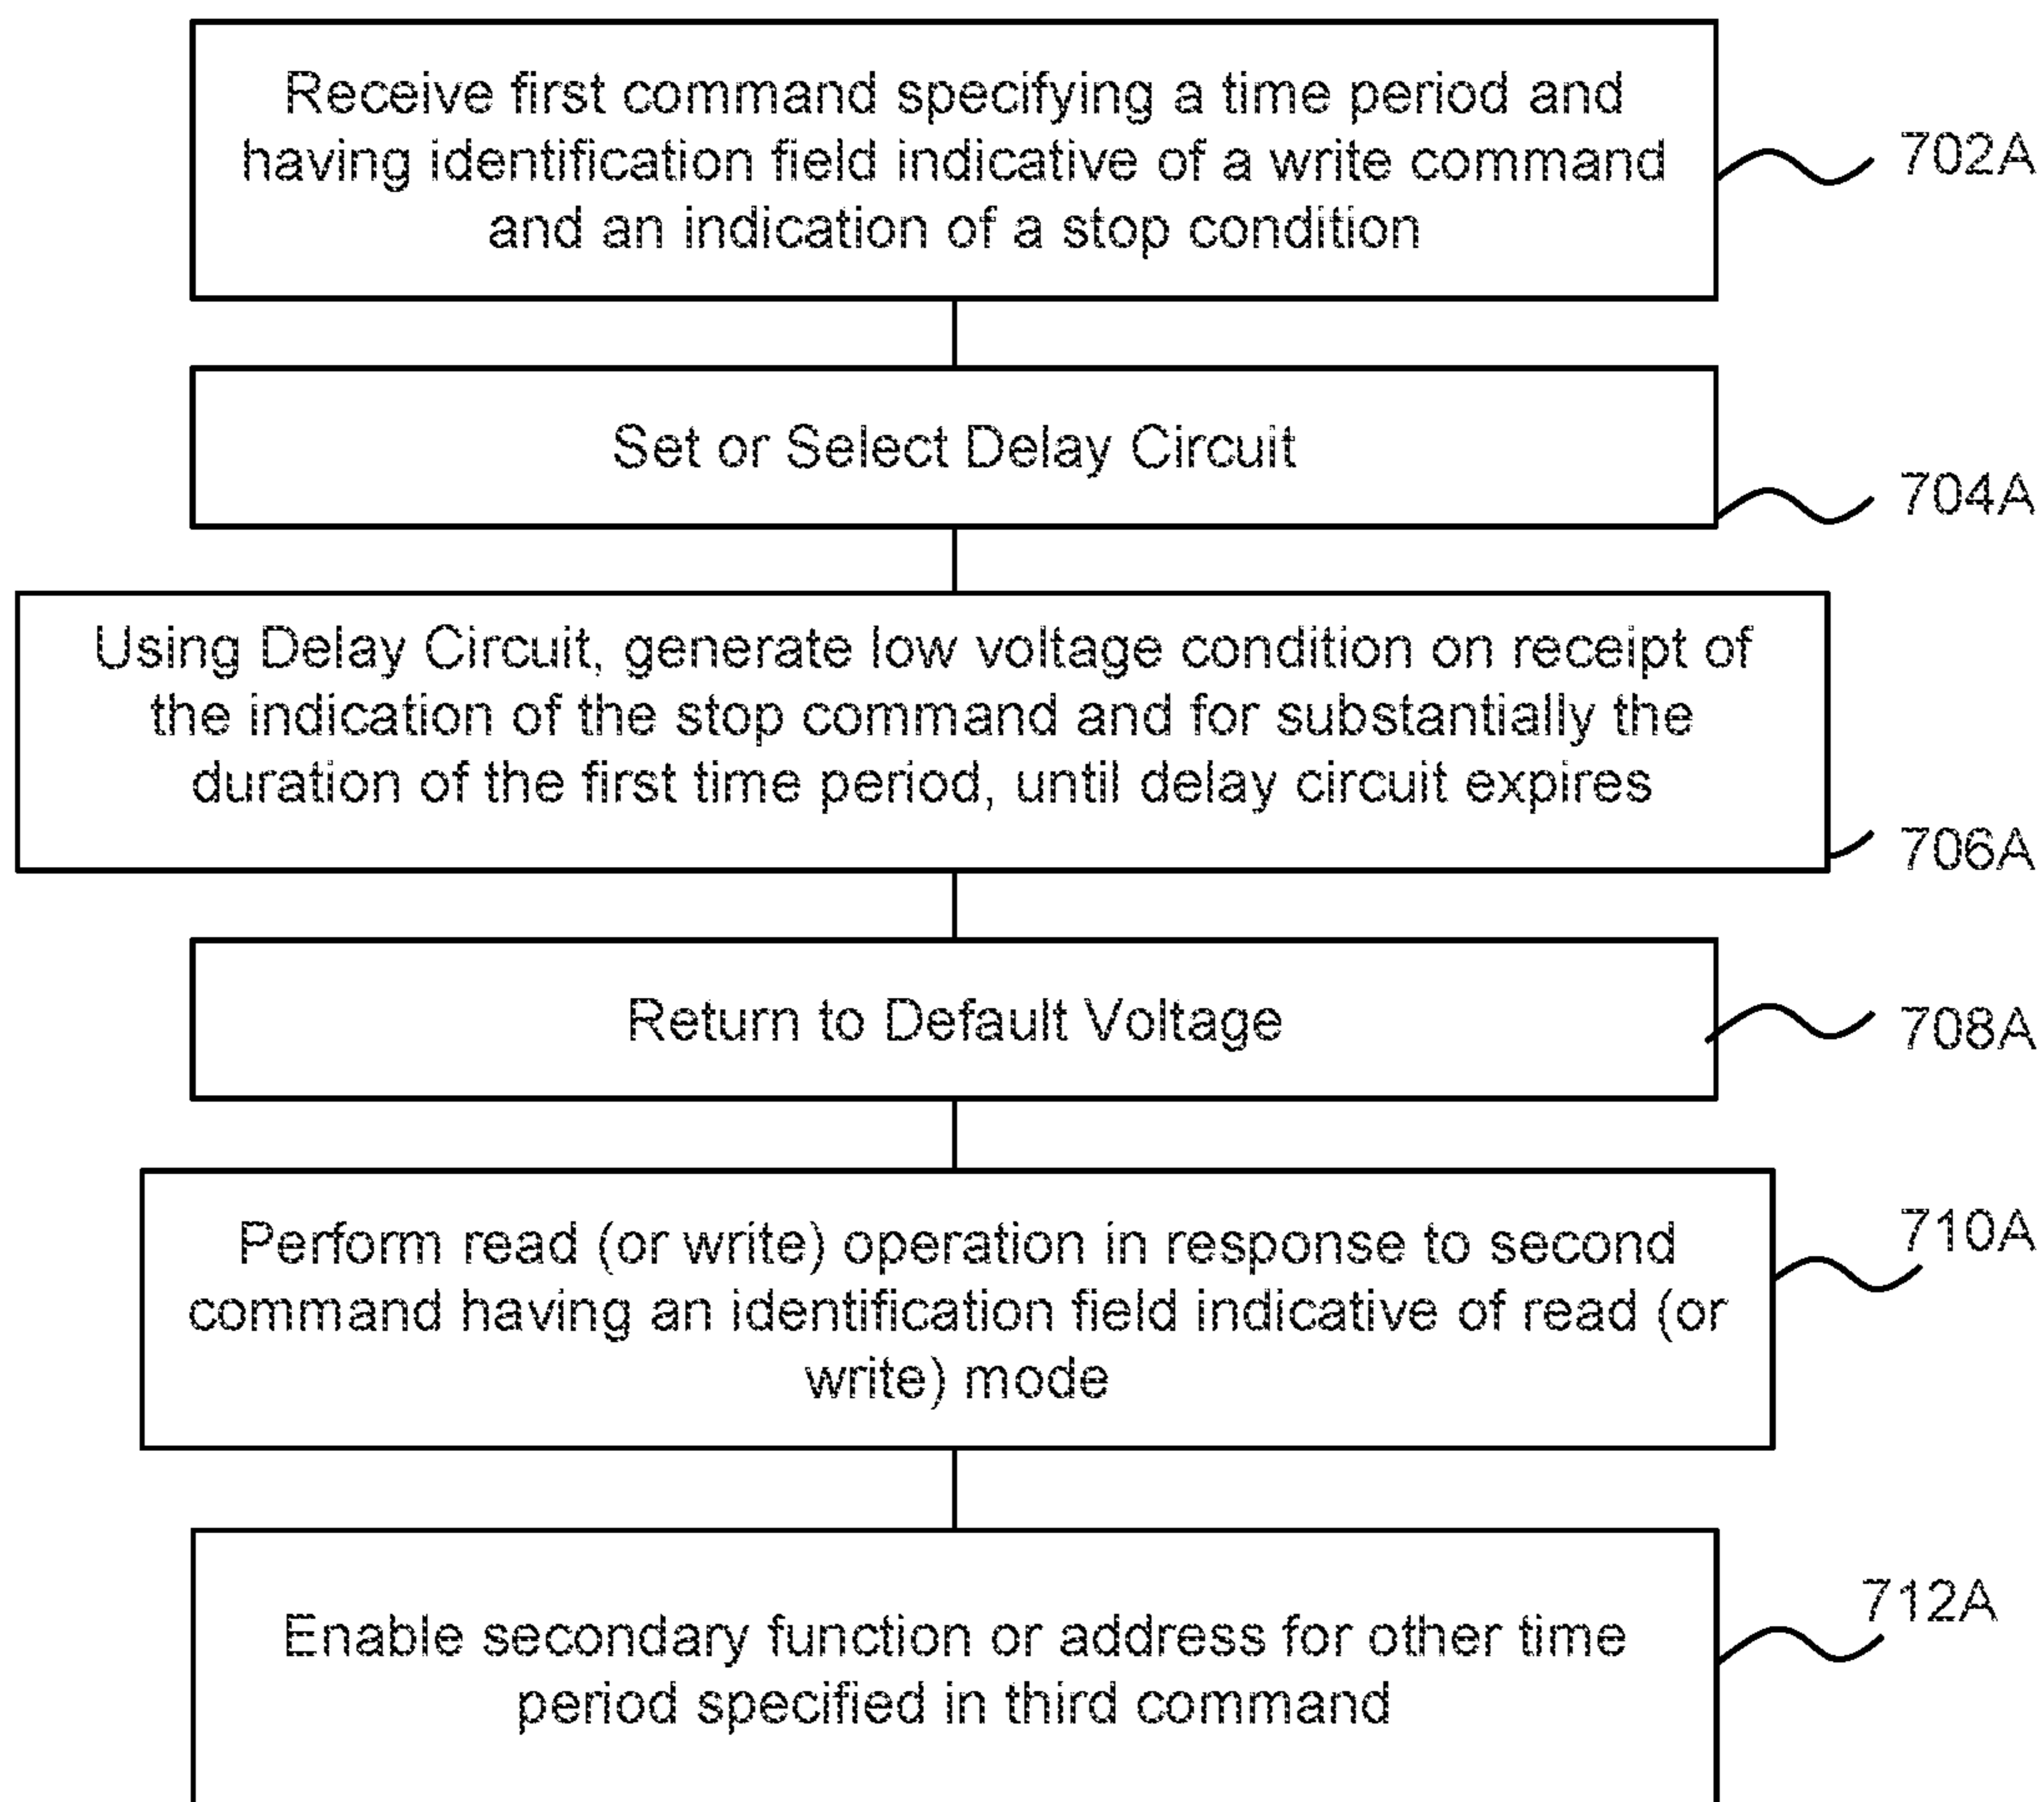 Receive first command specifying a time period and
having identification field indicative of a write command
and an indication of a stop condition
702A
Set or Select Delay Circuit
704A
Using Delay Circuit, generate low voltage condition on receipt of
the indication of the stop command and for substantially the
duration of the first time period, until delay circuit expires
706A
Return to Default Voltage
708A
Perform read (or write) operation in response to second
command having an identification field indicative of read (or
write) mode
710A
Enable secondary function or address for other time
period specified in third command
712A